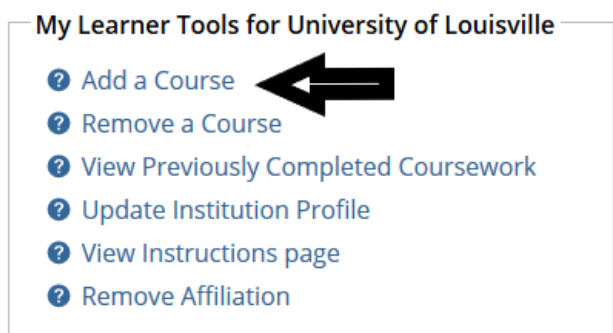 My Learner Tools for University of Louisville
Add a Course
Remove a Course
View Previously Completed Coursework
Update Institution Profile
View Instructions page
Remove Affiliation